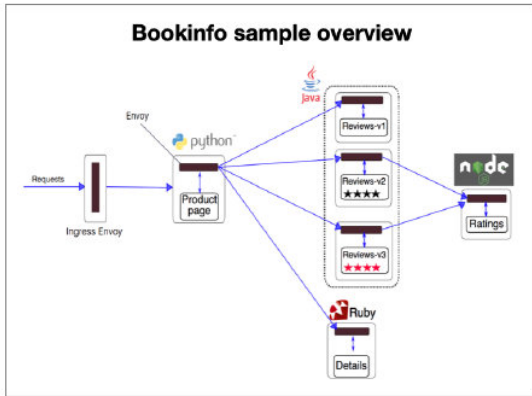 Bookinfo sample overview
Java
Envoy
python
Reviews-v1
node
Requests
Product
page
Reviews-v2
★★★★
Ratings
Ingress Envoy
Reviews-v3
★★★★
Ruby
Details